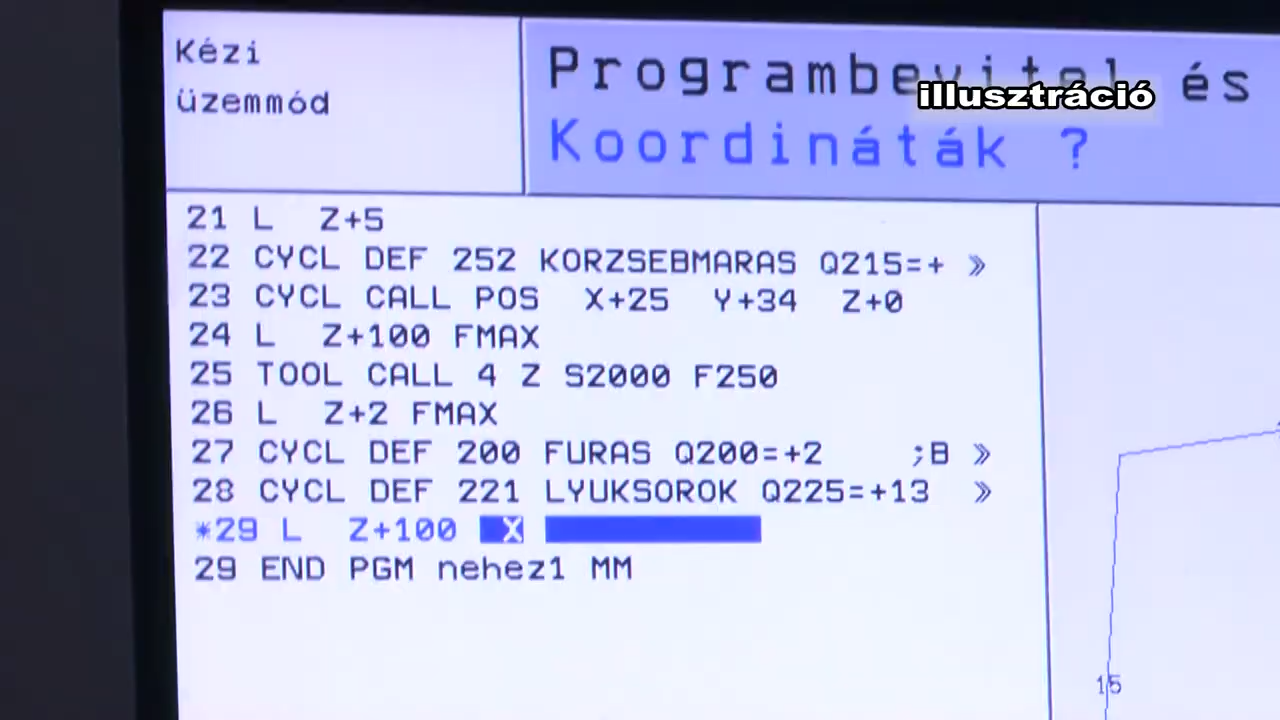 Kézi
üzemmód
Programbevitel és
illusztráció
Koordináták ?
21 L Z+5
22 CYCL DEF 252 KORZSEBMARAS Q215=+ »
23 CYCL CALL POS X+25 Y+34 Z+0
24 L Z+100 FMAX
25 TOOL CALL 4 Z S2000 F250
26 L Z+2 FMAX
27 CYCL DEF 200 FURAS Q200=+2 ;B »
28 CYCL DEF 221 LYUKSOROK Q225=+13 »
*29 L Z+100 X
29 END PGM nehez1 MM
15